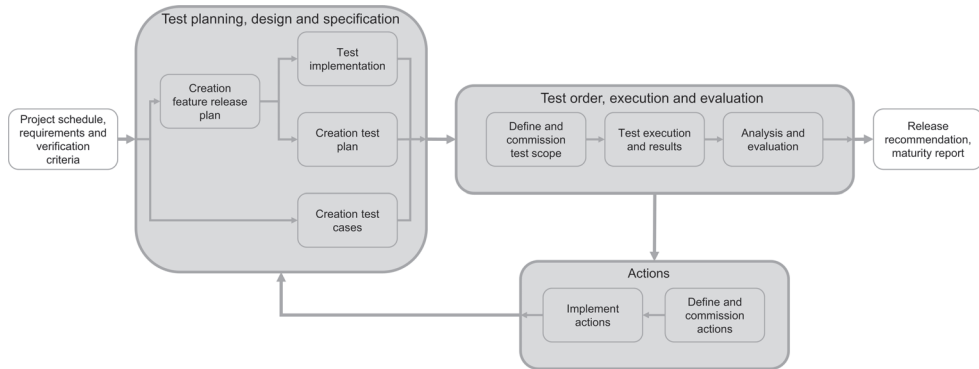 Test planning, design and specification
Test
implementation
Creation
feature release
plan
Project schedule,
requirements and
verification
criteria
Creation test
plan
Creation test
cases
Test order, execution and evaluation
Define and
commission
test scope
Test execution
and results
Analysis and
evaluation
Release
recommendation,
maturity report
Actions
Implement
actions
Define and
commission
actions